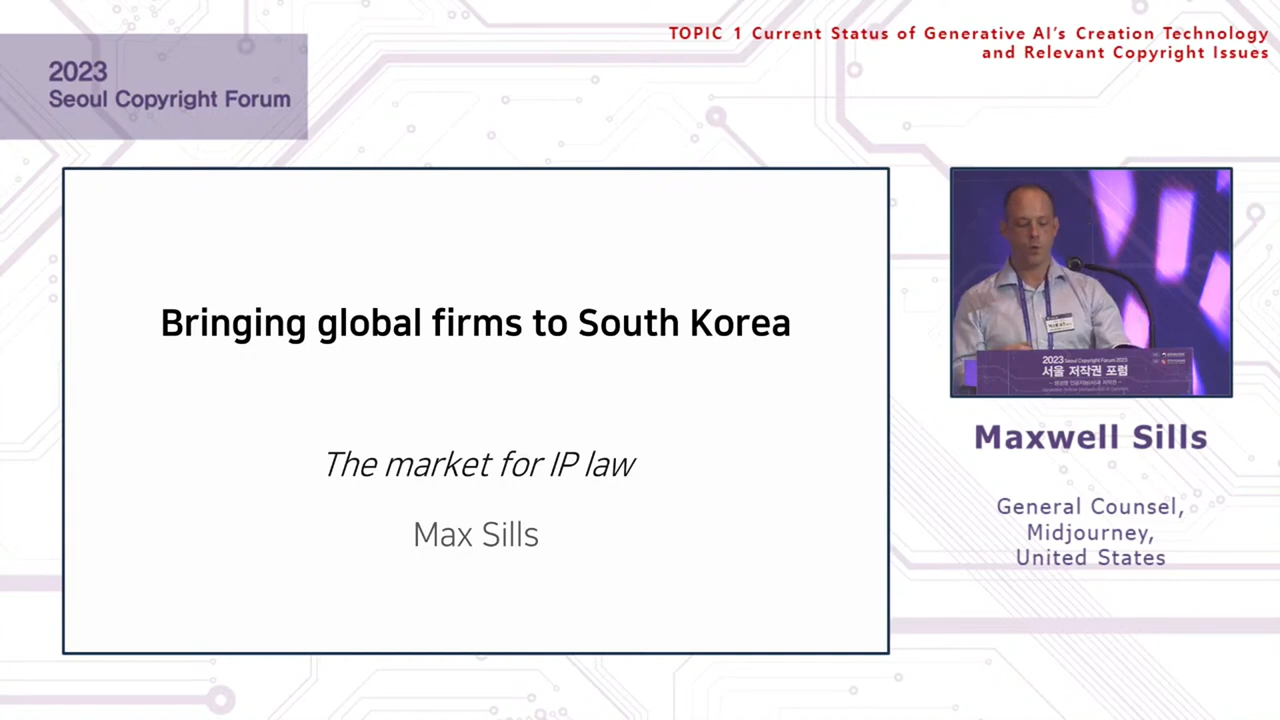 TOPIC 1 Current Status of Generative AI's Creation Technology
and Relevant Copyright Issues
2023
Seoul Copyright Forum
Bringing global firms to South Korea
The market for IP law
Max Sills
2023 Seoul Copyright Forum 2023
서울 저작권 포럼
Maxwell Sills
General Counsel,
Midjourney,
United States